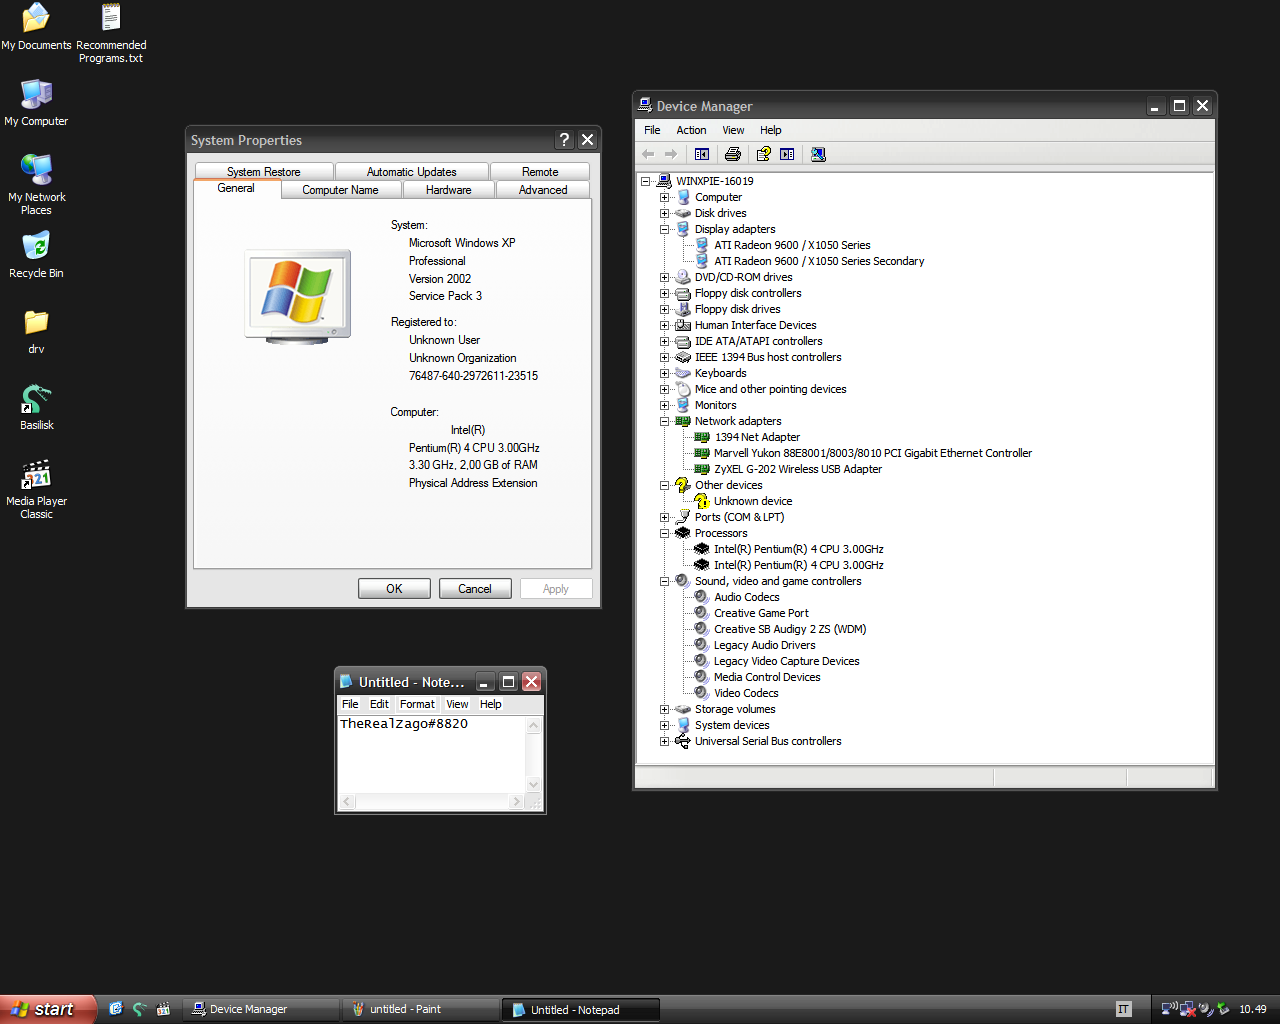 My Documents
Recommended
Programs.txt
My Computer
My Network
Places
Recycle Bin
drv
Basilisk
321
Media Player
Classic
System Properties
System Restore
Automatic Updates
Remote
General
Computer Name
Hardware
Advanced
System:
Microsoft Windows XP
Professional
Version 2002
Service Pack 3
Registered to:
Unknown User
Unknown Organization
76487-640-2972611-23515
Computer:
Intel(R)
Pentium(R) 4 CPU 3.00GHz
3.30 GHz, 2,00 GB of RAM
Physical Address Extension
OK
Cancel
Apply
Untitled - Note...
File Edit Format View Help
TheRealZago#8820
Device Manager
File Action View Help
WINXPIE-16019
Computer
Disk drives
Display adapters
ATI Radeon 9600 / X1050 Series
ATI Radeon 9600 / X1050 Series Secondary
DVD/CD-ROM drives
Floppy disk controllers
Floppy disk drives
Human Interface Devices
IDE ATA/ATAPI controllers
IEEE 1394 Bus host controllers
Keyboards
Mice and other pointing devices
Monitors
Network adapters
1394 Net Adapter
Marvell Yukon 88E8001/8003/8010 PCI Gigabit Ethernet Controller
ZyXEL G-202 Wireless USB Adapter
Other devices
Unknown device
Ports (COM & LPT)
Processors
Intel(R) Pentium(R) 4 CPU 3.00GHz
Intel(R) Pentium(R) 4 CPU 3.00GHz
Sound, video and game controllers
Audio Codecs
Creative Game Port
Creative SB Audigy 2 ZS (WDM)
Legacy Audio Drivers
Legacy Video Capture Devices
Media Control Devices
Video Codecs
Storage volumes
System devices
Universal Serial Bus controllers
start
Device Manager
untitled - Paint
Untitled - Notepad
IT
10.49